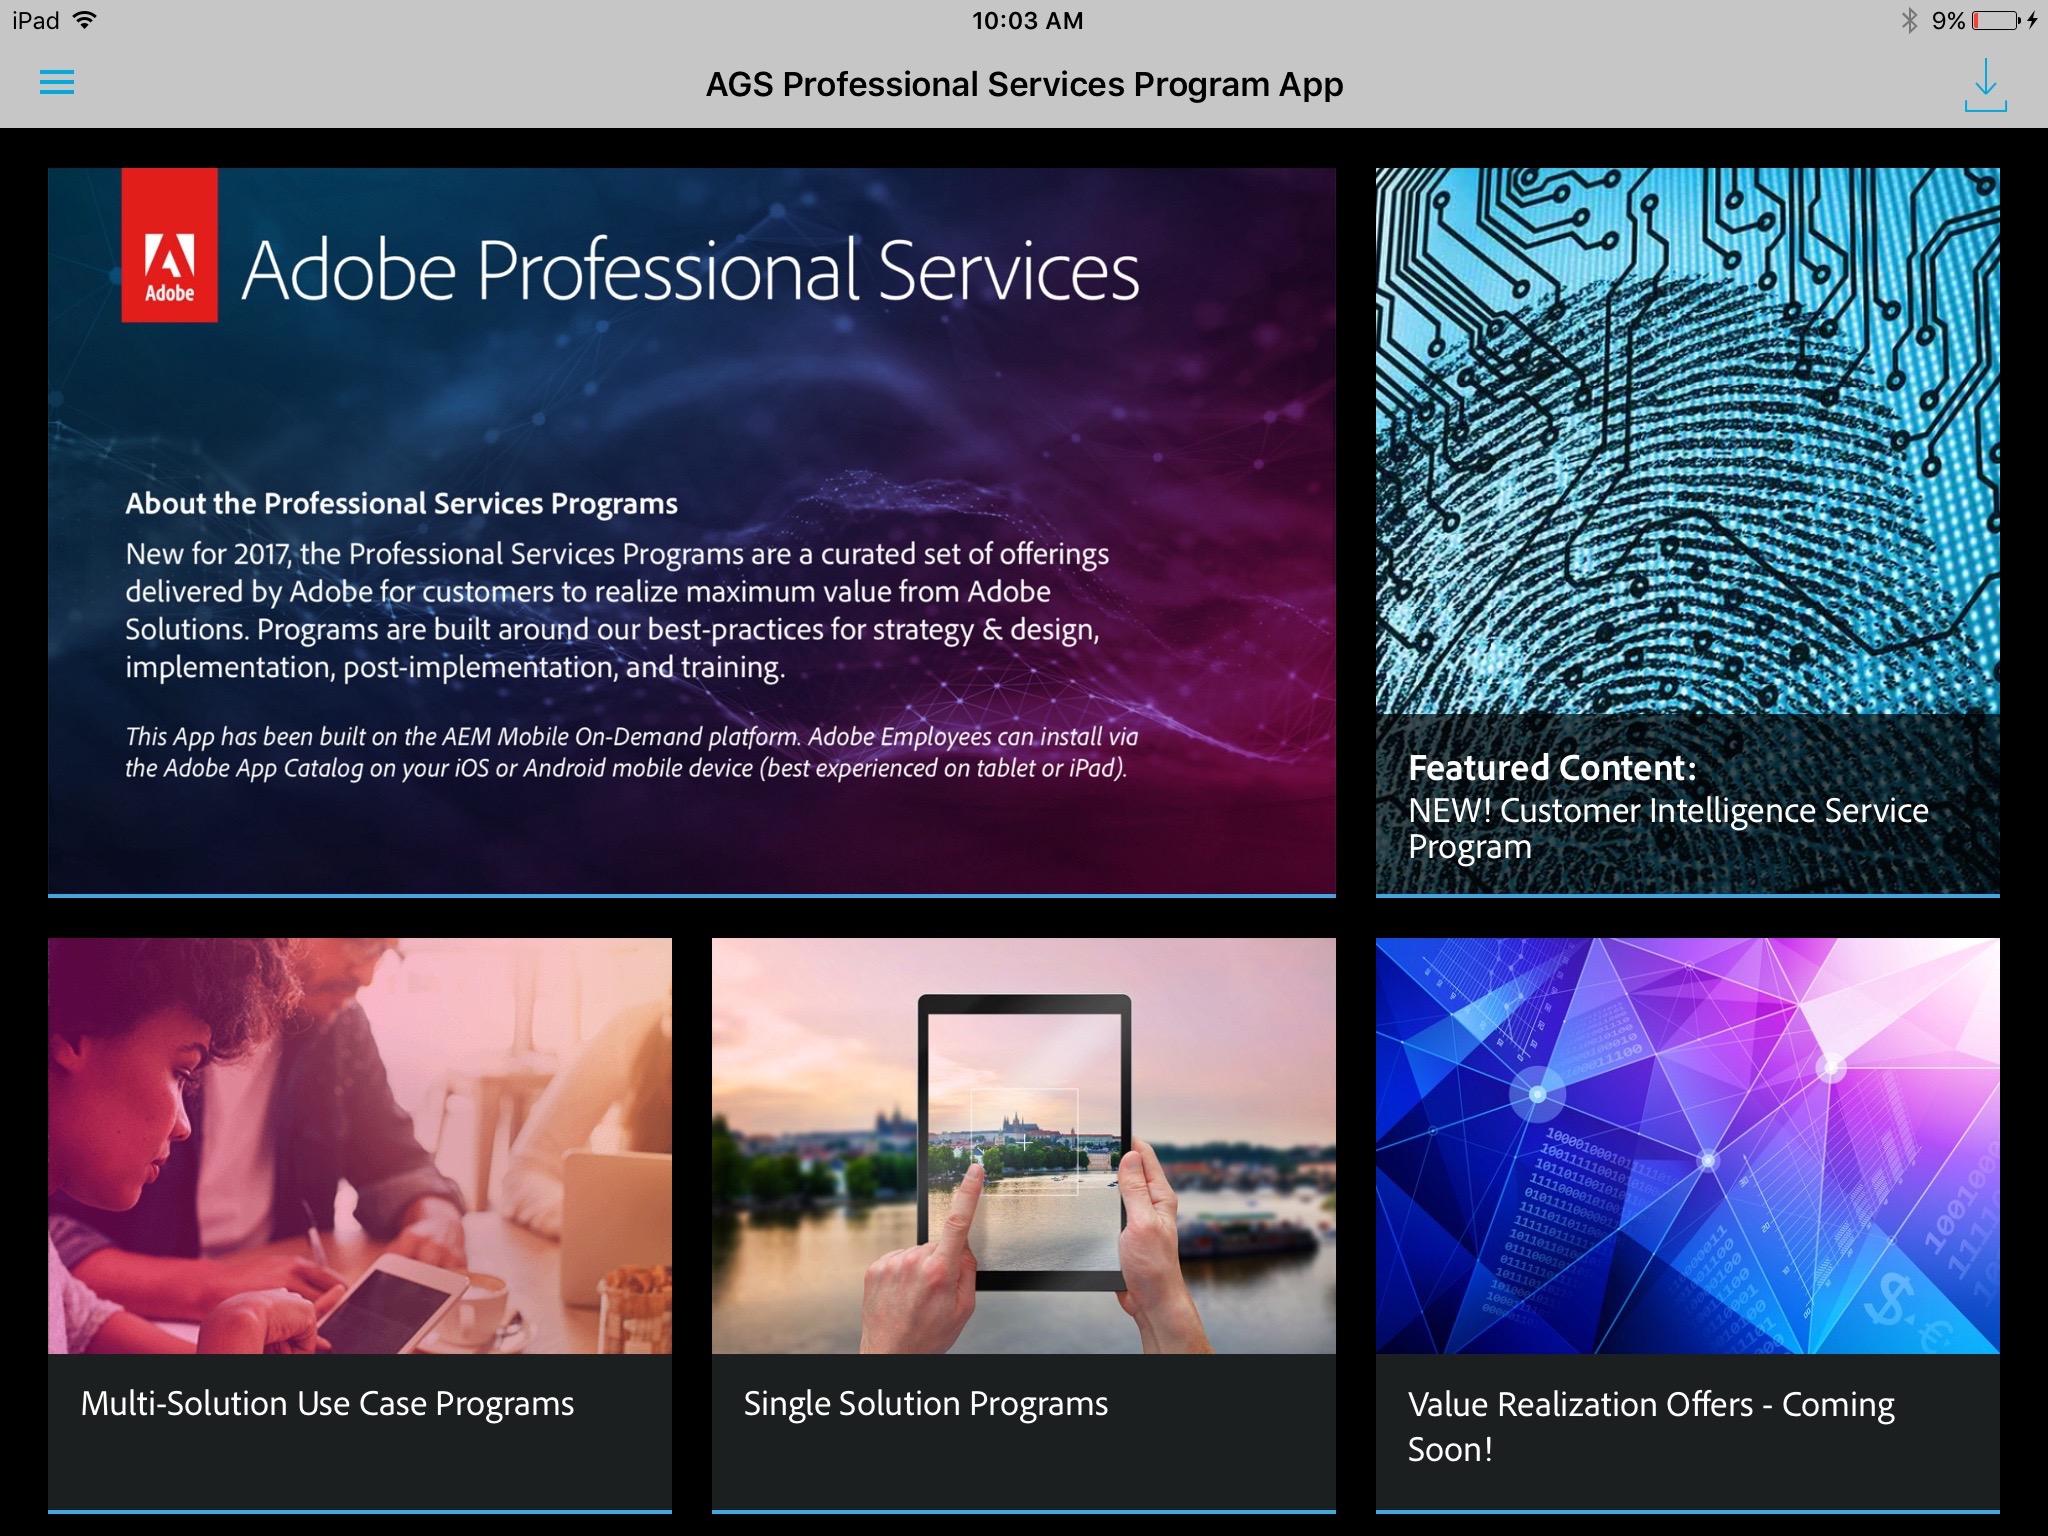 iPad
10:03 AM
9%
AGS Professional Services Program App
Adobe
Adobe Professional Services
About the Professional Services Programs
New for 2017, the Professional Services Programs are a curated set of offerings
delivered by Adobe for customers to realize maximum value from Adobe
Solutions. Programs are built around our best-practices for strategy & design,
implementation, post-implementation, and training.
This App has been built on the AEM Mobile On-Demand platform. Adobe Employees can install via
the Adobe App Catalog on your iOS or Android mobile device (best experienced on tablet or iPad).
Featured Content:
NEW! Customer Intelligence Service
Program
Multi-Solution Use Case Programs
Single Solution Programs
Value Realization Offers - Coming
Soon!